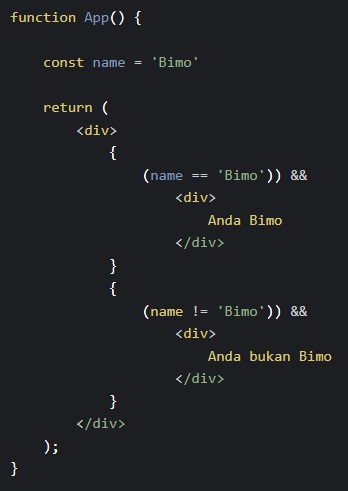 function App() {

    const name = 'Bimo'

    return (
        <div>
            {
                (name == 'Bimo')) &&
                    <div>
                        Anda Bimo
                    </div>
            }
            {
                (name != 'Bimo')) &&
                    <div>
                        Anda bukan Bimo
                    </div>
            }
        </div>
    );
}